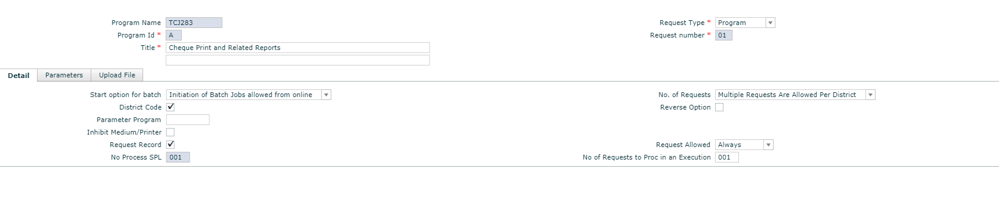 Program Name TCJ283 Request Type * Program
Program Id * A Request number * 01
Title * Cheque Print and Related Reports
Detail Parameters Upload File
Start option for batch Initiation of Batch Jobs allowed from online No. of Requests Multiple Requests Are Allowed Per District
District Code Reverse Option
Parameter Program
Inhibit Medium/Printer
Request Record Request Allowed Always
No Process SPL 001 No of Requests to Proc in an Execution 001